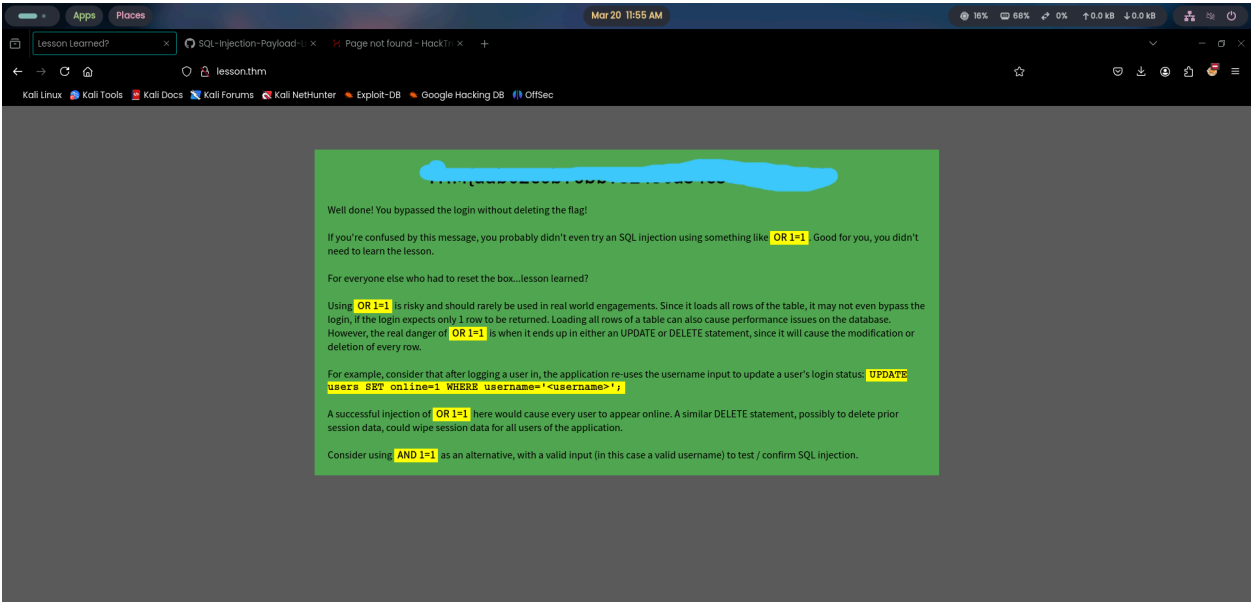 Apps Places Mar 20 11:55 AM 16% 68% 0% ↑0.0 kB ↓0.0 kB
Lesson Learned? × SQL-Injection-Payload-Li × Page not found - HackTri × +
lesson.thm
Kali Linux Kali Tools Kali Docs Kali Forums Kali NetHunter Exploit-DB Google Hacking DB OffSec
Well done! You bypassed the login without deleting the flag!
If you're confused by this message, you probably didn't even try an SQL injection using something like OR 1=1. Good for you, you didn't
need to learn the lesson.
For everyone else who had to reset the box...lesson learned?
Using OR 1=1 is risky and should rarely be used in real world engagements. Since it loads all rows of the table, it may not even bypass the
login, if the login expects only 1 row to be returned. Loading all rows of a table can also cause performance issues on the database.
However, the real danger of OR 1=1 is when it ends up in either an UPDATE or DELETE statement, since it will cause the modification or
deletion of every row.
For example, consider that after logging a user in, the application re-uses the username input to update a user's login status: UPDATE
users SET online=1 WHERE username='<username>';
A successful injection of OR 1=1 here would cause every user to appear online. A similar DELETE statement, possibly to delete prior
session data, could wipe session data for all users of the application.
Consider using AND 1=1 as an alternative, with a valid input (in this case a valid username) to test / confirm SQL injection.